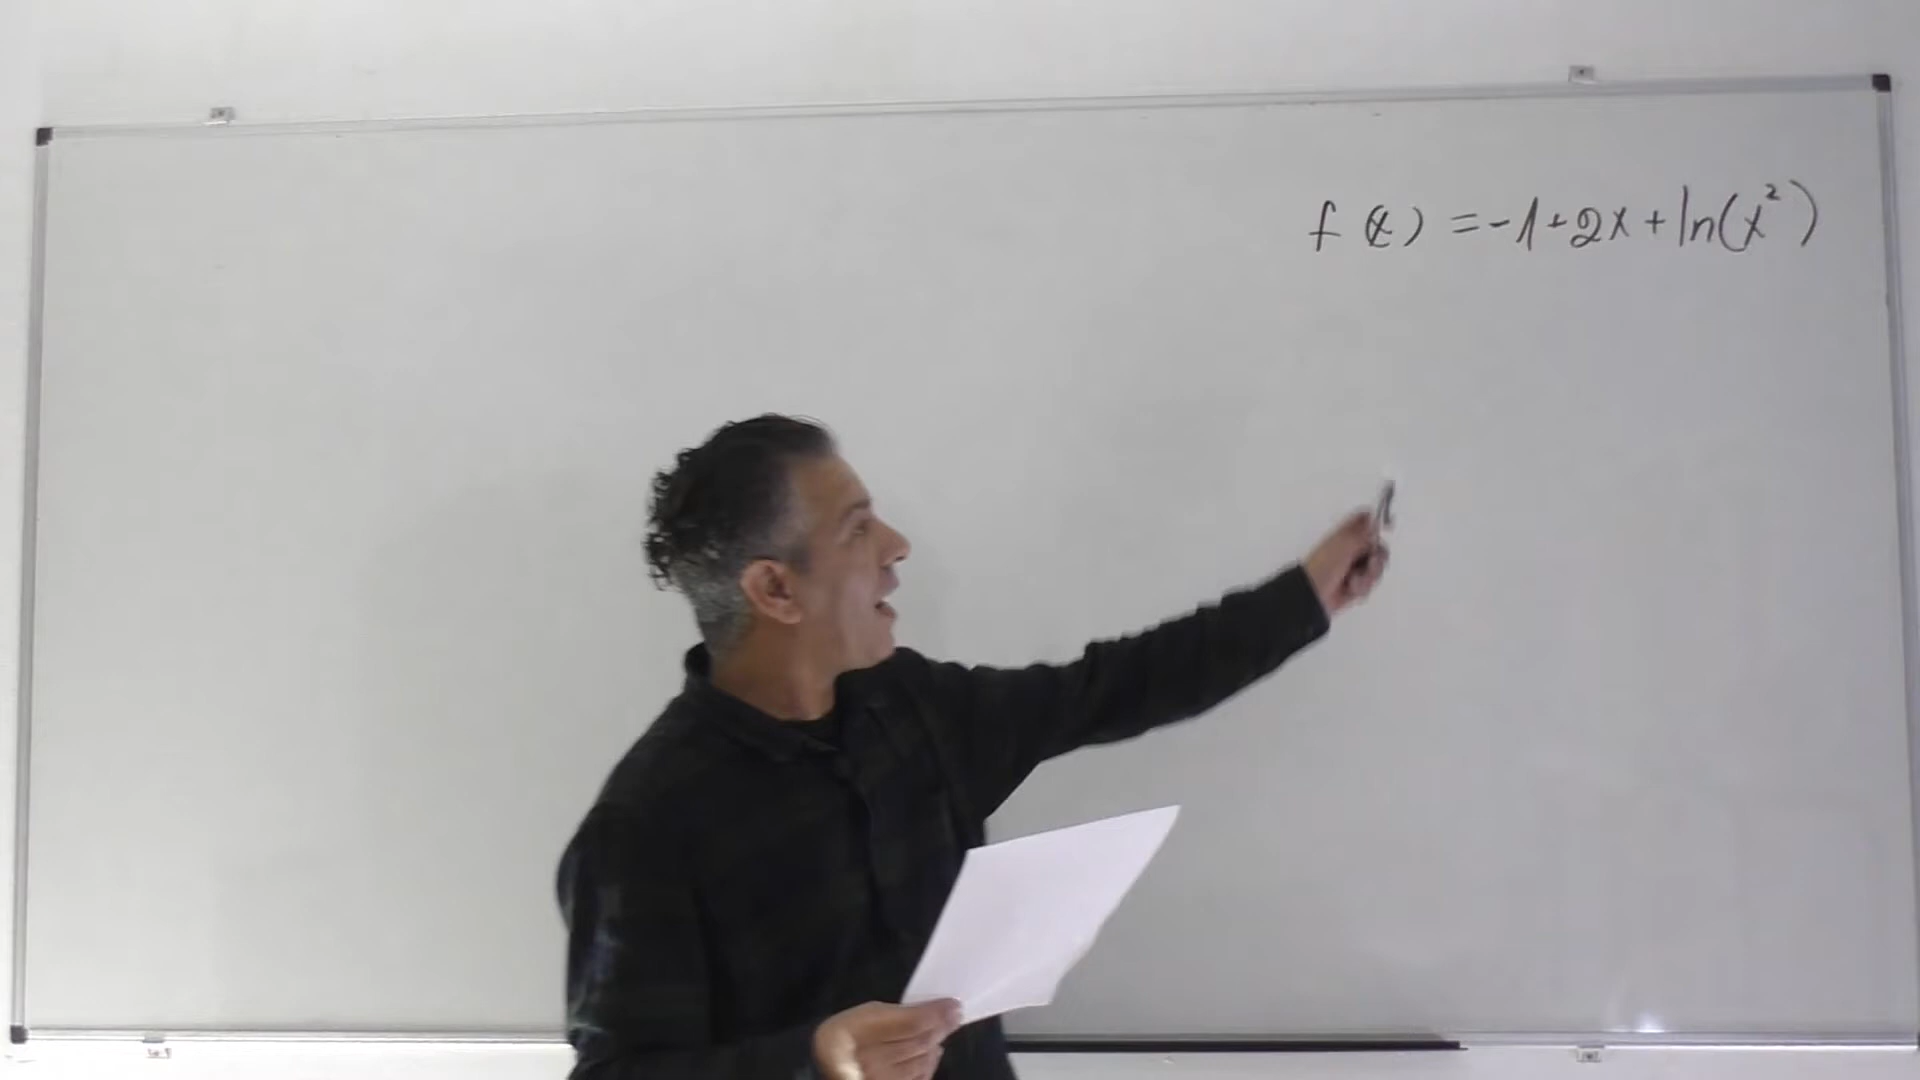 f(x) = -1+2x+ln(x²)